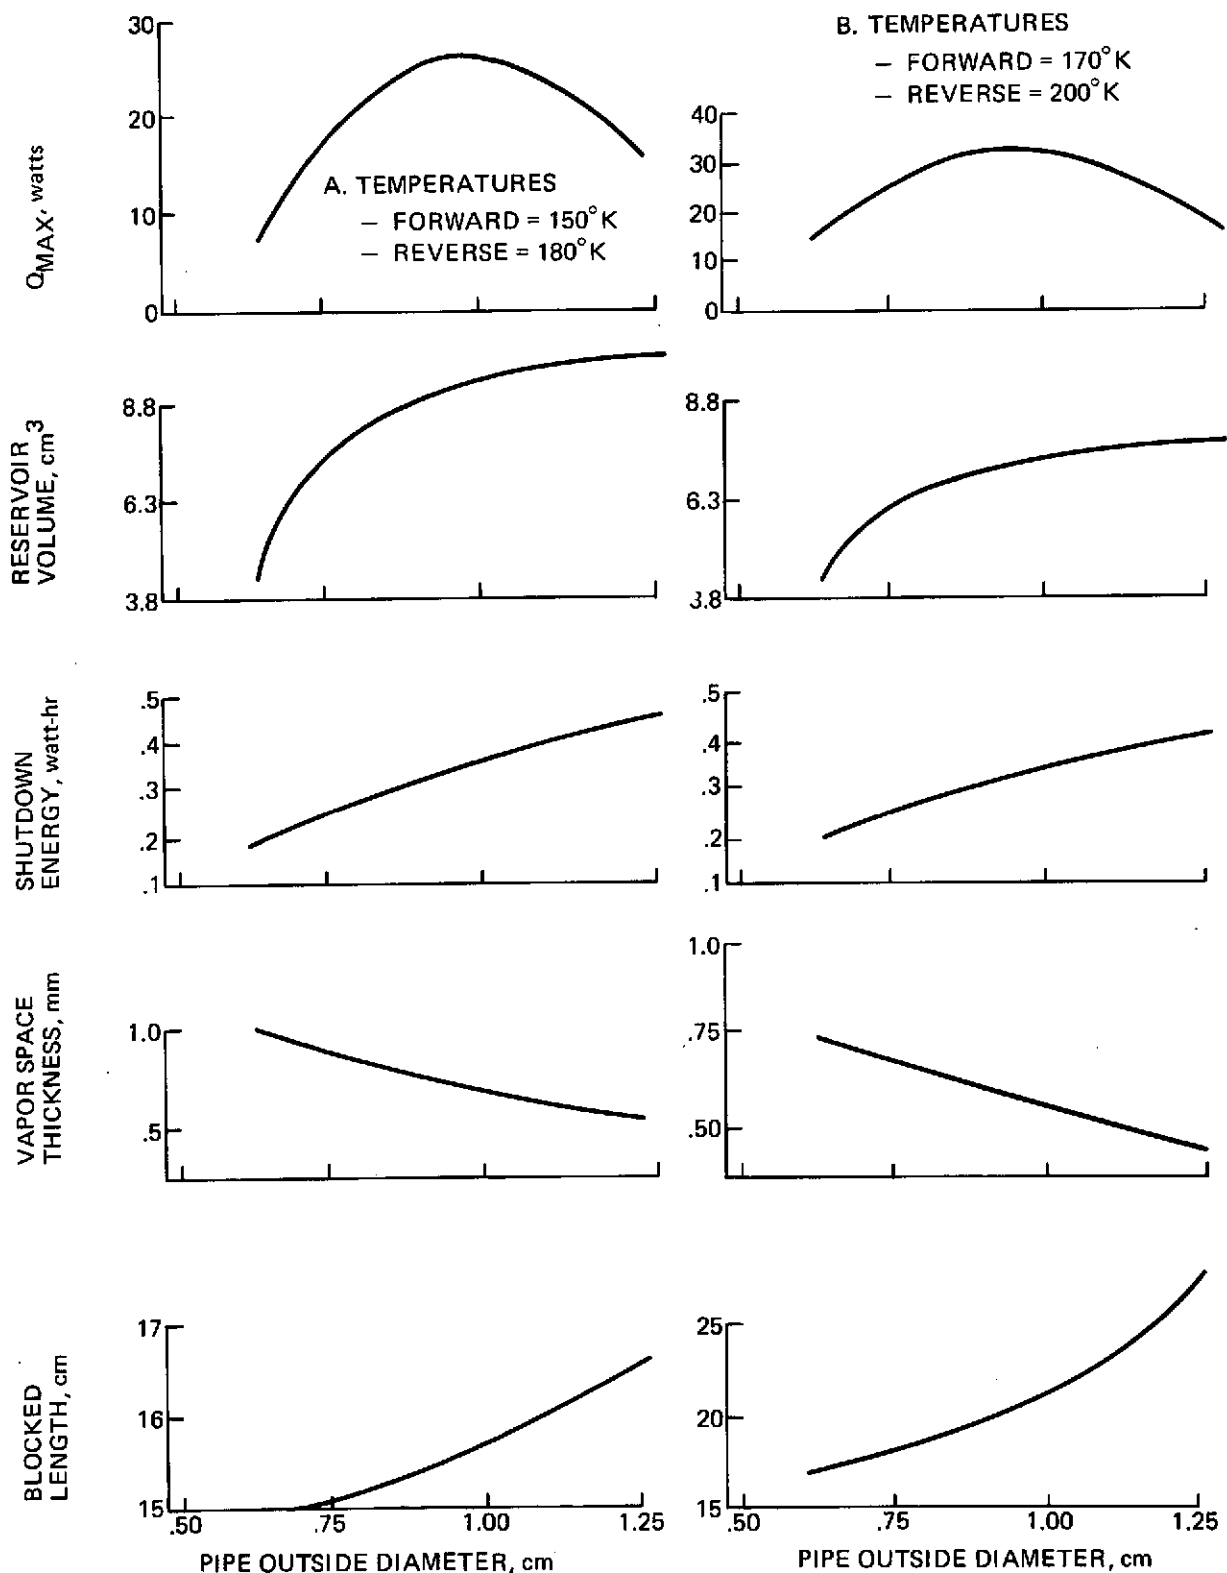 30
20
10
0
QMAX, watts
A. TEMPERATURES
– FORWARD = 150°K
– REVERSE = 180°K
B. TEMPERATURES
– FORWARD = 170°K
– REVERSE = 200°K
40
30
20
10
0
RESERVOIR
VOLUME, cm³
8.8
6.3
3.8
8.8
6.3
3.8
SHUTDOWN
ENERGY, watt-hr
.5
.4
.3
.2
.1
.5
.4
.3
.2
.1
VAPOR SPACE
THICKNESS, mm
1.0
.5
1.0
.75
.50
BLOCKED
LENGTH, cm
17
16
15
25
20
15
.50 .75 1.00 1.25
PIPE OUTSIDE DIAMETER, cm
.50 .75 1.00 1.25
PIPE OUTSIDE DIAMETER, cm